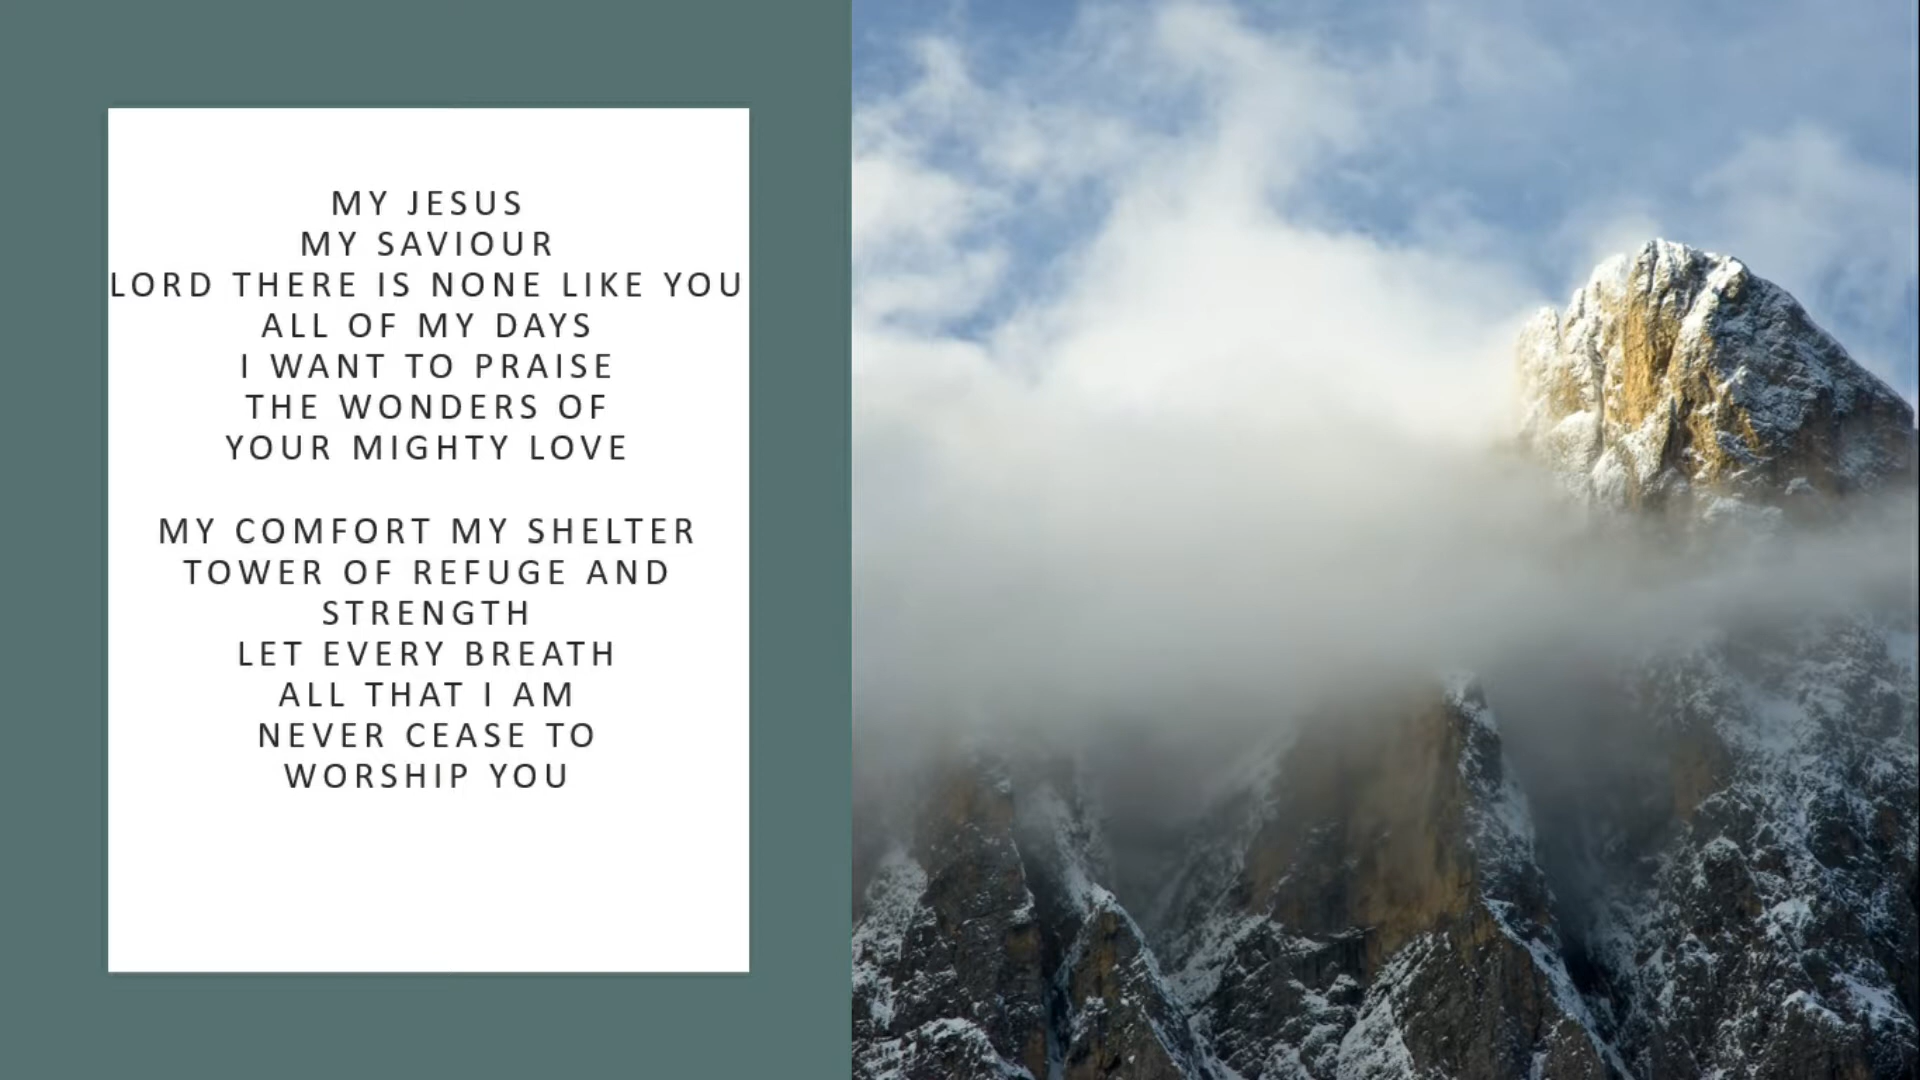 MY JESUS
MY SAVIOUR
LORD THERE IS NONE LIKE YOU
ALL OF MY DAYS
I WANT TO PRAISE
THE WONDERS OF
YOUR MIGHTY LOVE
MY COMFORT MY SHELTER
TOWER OF REFUGE AND
STRENGTH
LET EVERY BREATH
ALL THAT I AM
NEVER CEASE TO
WORSHIP YOU